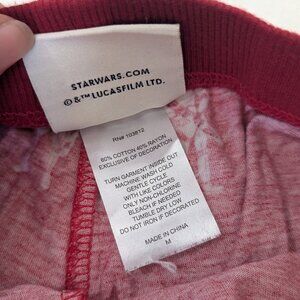 STARWARS.COM
©&™LUCASFILM LTD.
RN# 103812
60% COTTON 40% RAYON
EXCLUSIVE OF DECORATION
TURN GARMENT INSIDE OUT
MACHINE WASH COLD
GENTLE CYCLE
WITH LIKE COLORS
ONLY NON-CHLORINE
BLEACH IF NEEDED
TUMBLE DRY LOW
DO NOT IRON IF DECORATED
MADE IN CHINA
M